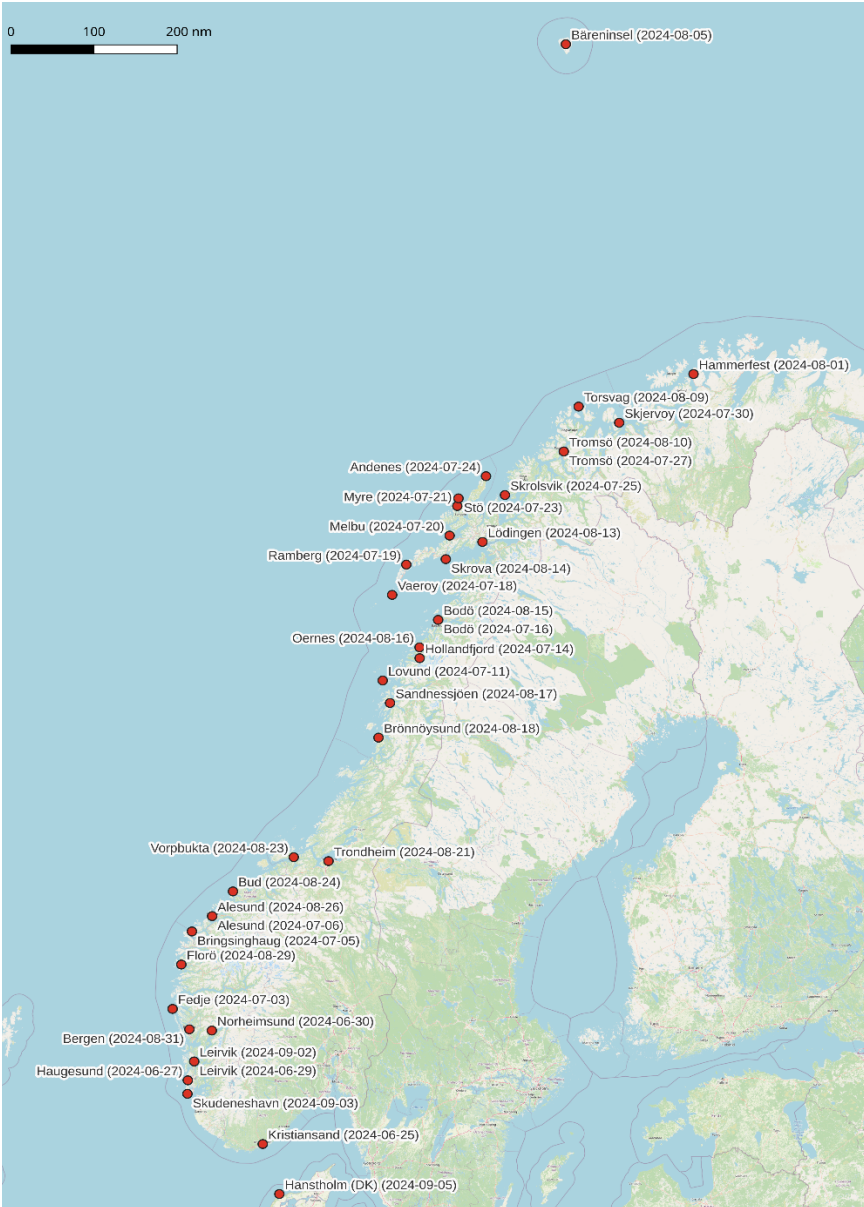 0 100 200 nm
Bäreninsel (2024-08-05)
Hammerfest (2024-08-01)
Torsvag (2024-08-09)
Skjervoy (2024-07-30)
Tromsö (2024-08-10)
Tromsö (2024-07-27)
Andenes (2024-07-24)
Skrolsvik (2024-07-25)
Myre (2024-07-21)
Stö (2024-07-23)
Melbu (2024-07-20)
Lödingen (2024-08-13)
Ramberg (2024-07-19)
Skrova (2024-08-14)
Vaeroy (2024-07-18)
Bodö (2024-08-15)
Bodö (2024-07-16)
Oernes (2024-08-16)
Hollandfjord (2024-07-14)
Lovund (2024-07-11)
Sandnessjöen (2024-08-17)
Brönnöysund (2024-08-18)
Vorpbukta (2024-08-23)
Trondheim (2024-08-21)
Bud (2024-08-24)
Alesund (2024-08-26)
Alesund (2024-07-06)
Bringsinghaug (2024-07-05)
Florö (2024-08-29)
Fedje (2024-07-03)
Norheimsund (2024-06-30)
Bergen (2024-08-31)
Leirvik (2024-09-02)
Haugesund (2024-06-27)
Leirvik (2024-06-29)
Skudeneshavn (2024-09-03)
Kristiansand (2024-06-25)
Hanstholm (DK) (2024-09-05)